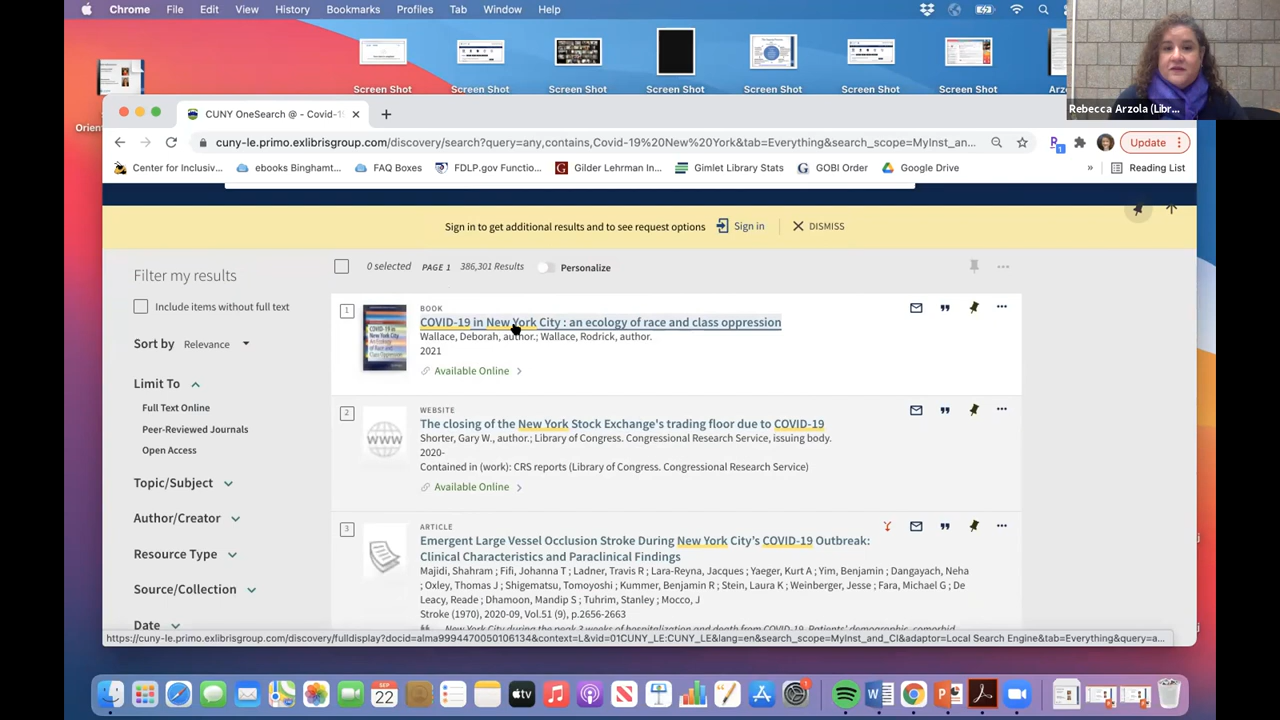 Chrome File Edit View History Bookmarks Profiles Tab Window Help
Screen Shot Screen Shot Screen Shot Screen Shot Screen Shot Screen Shot Screen Shot
Rebecca Arzola (Libr...
CUNY OneSearch @ - Covid-1
cuny-le.primo.exlibrisgroup.com/discovery/search?query=any,contains,Covid-19%20New%20York&tab=Everything&search_scope=MyInst_an... Update
Center for Inclusiv... ebooks Binghamt... FAQ Boxes FDLP.gov Functio... Gilder Lehrman In... Gimlet Library Stats GOBI Order Google Drive » Reading List
Sign in to get additional results and to see request options Sign in DISMISS
Filter my results
0 selected PAGE 1 386,301 Results Personalize
Include items without full text
Sort by Relevance
Limit To
Full Text Online
Peer-Reviewed Journals
Open Access
Topic/Subject
Author/Creator
Resource Type
Source/Collection
Date
1
BOOK
COVID-19 in New York City : an ecology of race and class oppression
Wallace, Deborah, author.; Wallace, Rodrick, author.
2021
Available Online
2
WEBSITE
WWW
The closing of the New York Stock Exchange's trading floor due to COVID-19
Shorter, Gary W., author.; Library of Congress. Congressional Research Service, issuing body.
2020-
Contained in (work): CRS reports (Library of Congress. Congressional Research Service)
Available Online
3
ARTICLE
Emergent Large Vessel Occlusion Stroke During New York City's COVID-19 Outbreak:
Clinical Characteristics and Paraclinical Findings
Majidi, Shahram ; Fifi, Johanna T ; Ladner, Travis R ; Lara-Reyna, Jacques ; Yaeger, Kurt A ; Yim, Benjamin ; Dangayach, Neha
; Oxley, Thomas J ; Shigematsu, Tomoyoshi ; Kummer, Benjamin R ; Stein, Laura K ; Weinberger, Jesse ; Fara, Michael G ; De
Leacy, Reade ; Dhamoon, Mandip S ; Tuhrim, Stanley ; Mocco, J
Stroke (1970), 2020-09, Vol.51 (9), p.2656-2663
https://cuny-le.primo.exlibrisgroup.com/discovery/fulldisplay?docid=alma9994470050106134&context=L&vid=01CUNY_LE:CUNY_LE&lang=en&search_scope=MyInst_and_CI&adaptor=Local Search Engine&tab=Everything&query=a...
SEP
22
tv